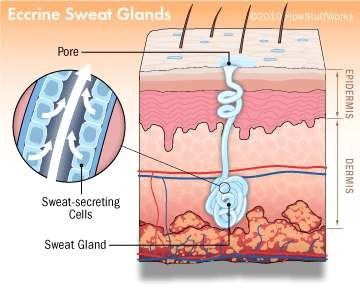 Eccrine Sweat Glands
©2010 HowStuffWorks
Pore
EPIDERMIS
DERMIS
Sweat-secreting
Cells
Sweat Gland